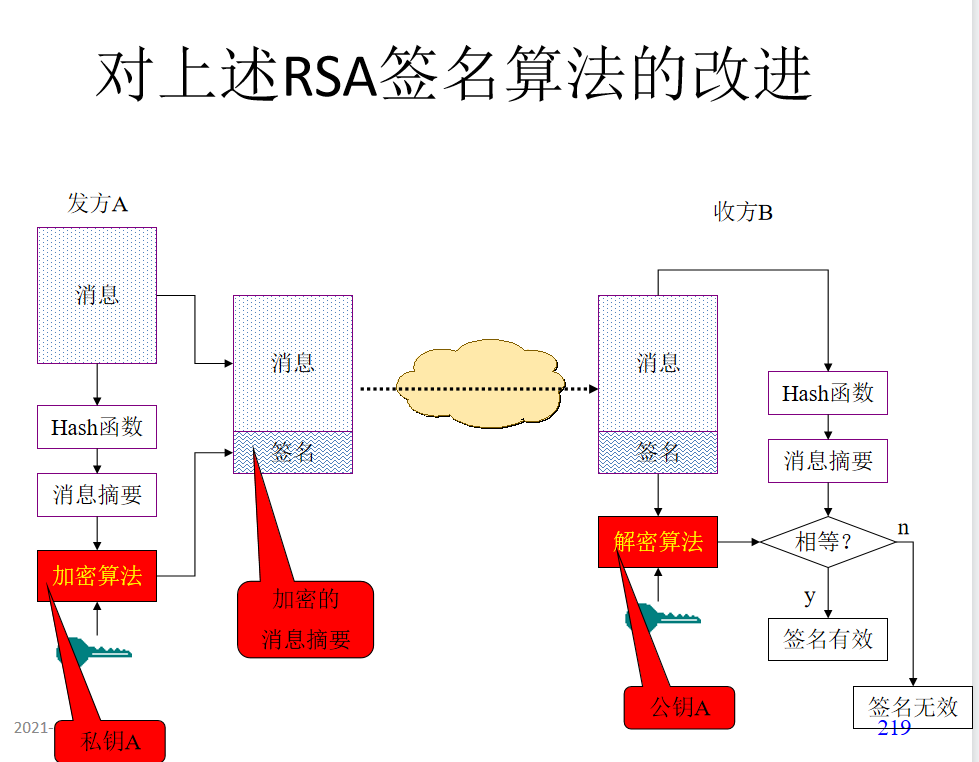 对上述RSA签名算法的改进
发方A
收方B
消息
消息
签名
消息
签名
Hash函数
消息摘要
加密算法
私钥A
加密的
消息摘要
解密算法
公钥A
Hash函数
消息摘要
相等?
n
y
签名有效
签名无效
2021-
219